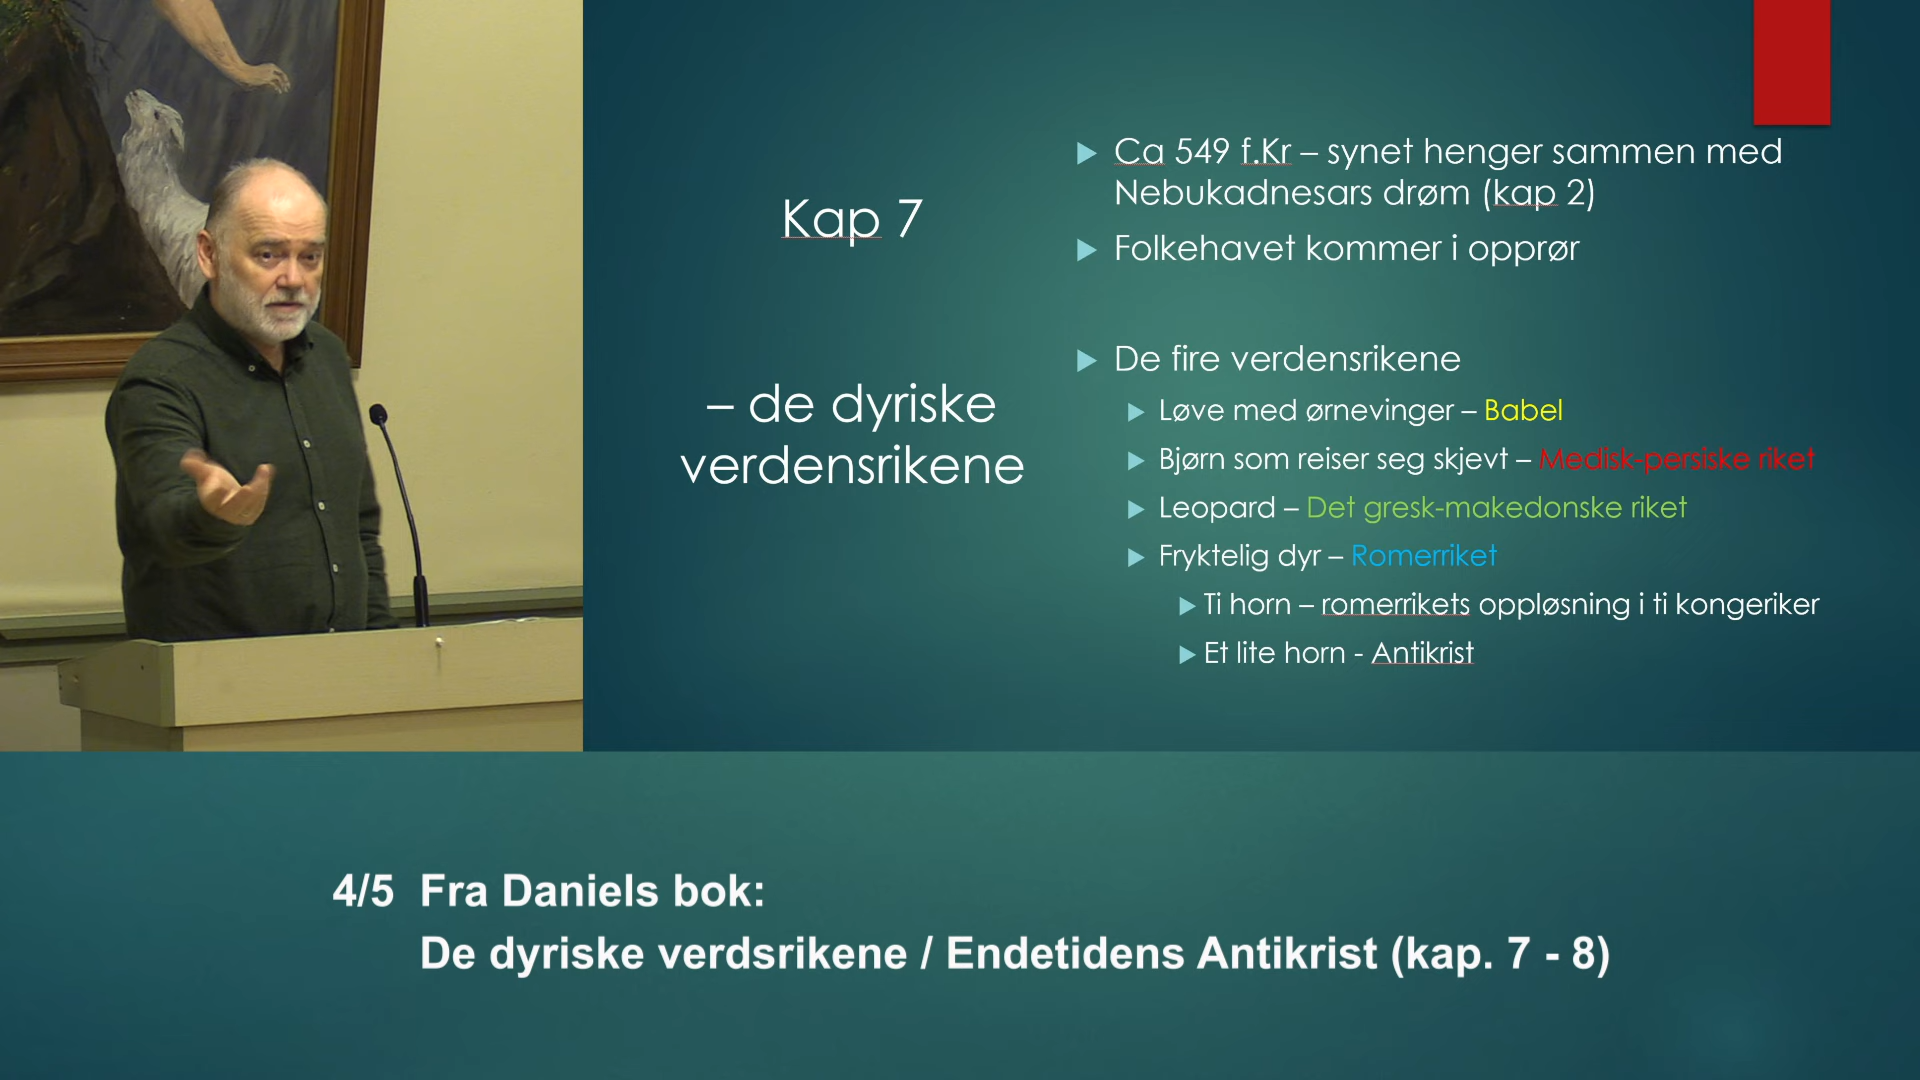 Kap 7
– de dyriske
verdensrikene
Ca 549 f.Kr – synet henger sammen med
Nebukadnesars drøm (kap 2)
Folkehavet kommer i opprør
De fire verdensrikene
Løve med ørnevinger – Babel
Bjørn som reiser seg skjevt – Medisk-persiske riket
Leopard – Det gresk-makedonske riket
Fryktelig dyr – Romerriket
Ti horn – romerrikets oppløsning i ti kongeriker
Et lite horn - Antikrist
4/5 Fra Daniels bok:
De dyriske verdsrikene / Endetidens Antikrist (kap. 7 - 8)